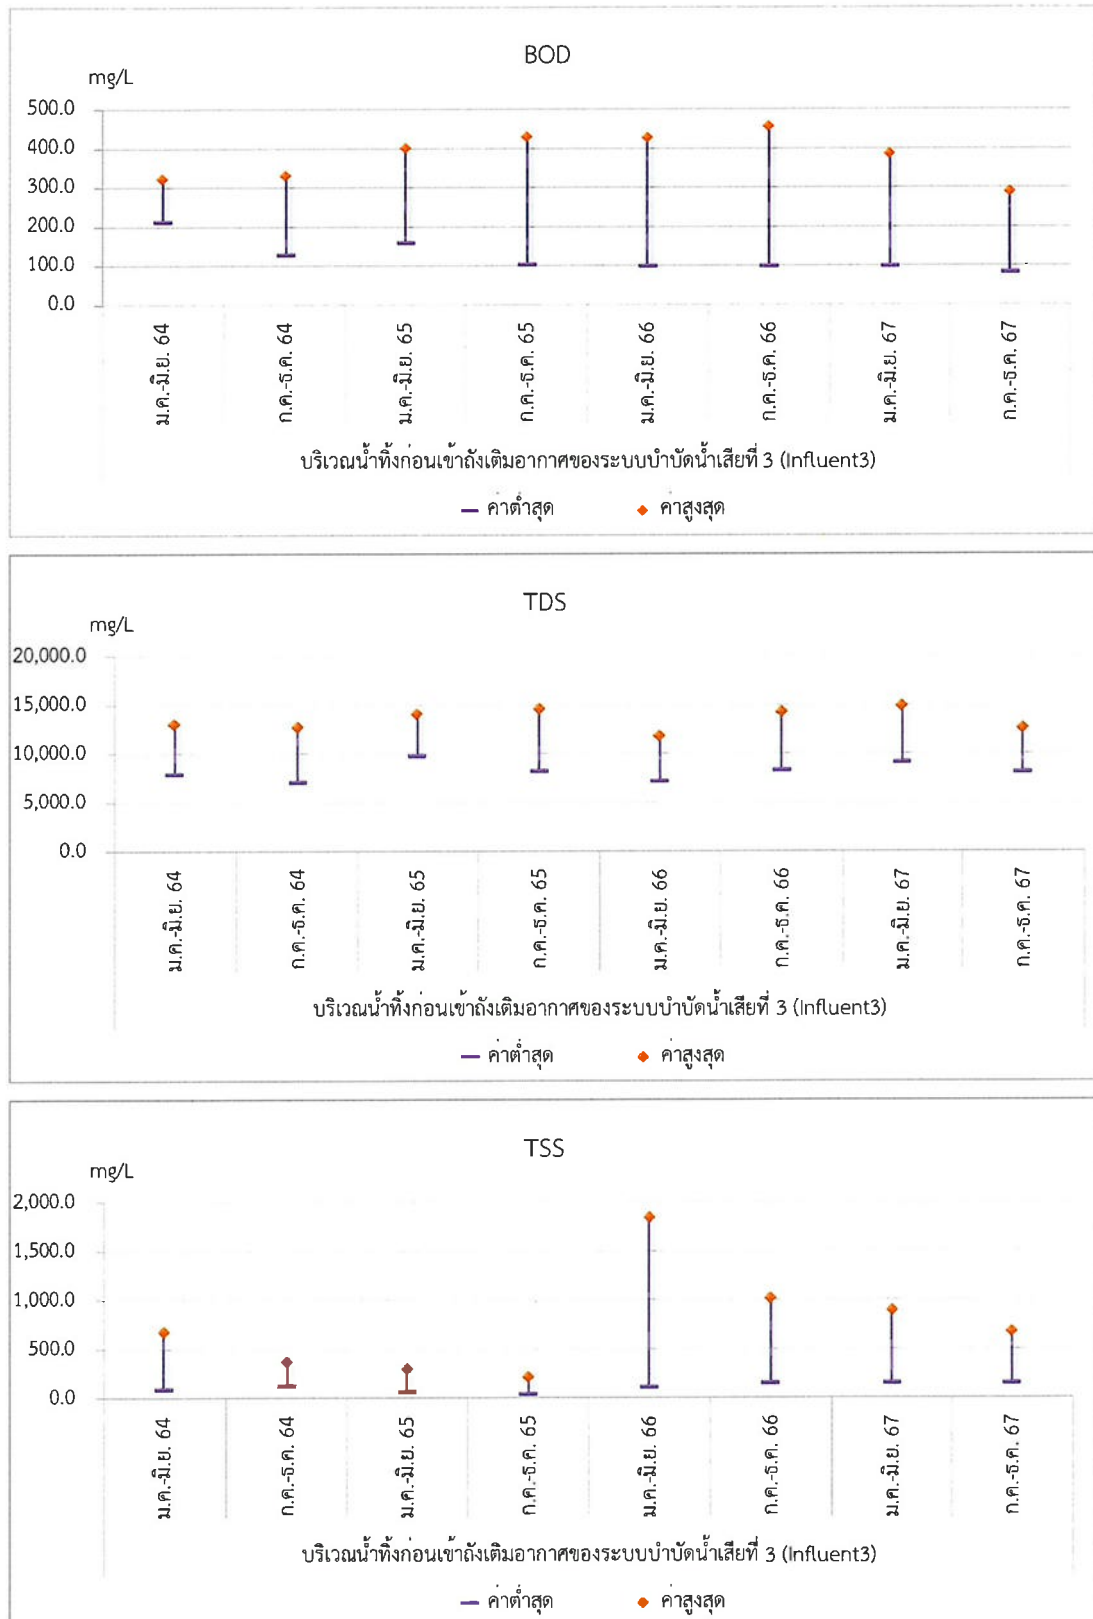 BOD
mg/L
500.0
400.0
300.0
200.0
100.0
0.0
ม.ค.-มิ.ย. 64
ก.ค.-ธ.ค. 64
ม.ค.-มิ.ย. 65
ก.ค.-ธ.ค. 65
ม.ค.-มิ.ย. 66
ก.ค.-ธ.ค. 66
ม.ค.-มิ.ย. 67
ก.ค.-ธ.ค. 67
บริเวณน้ำทิ้งก่อนเข้าถังเติมอากาศของระบบบำบัดน้ำเสียที่ 3 (Influent3)
ค่าต่ำสุด ค่าสูงสุด
TDS
mg/L
20,000.0
15,000.0
10,000.0
5,000.0
0.0
ม.ค.-มิ.ย. 64
ก.ค.-ธ.ค. 64
ม.ค.-มิ.ย. 65
ก.ค.-ธ.ค. 65
ม.ค.-มิ.ย. 66
ก.ค.-ธ.ค. 66
ม.ค.-มิ.ย. 67
ก.ค.-ธ.ค. 67
บริเวณน้ำทิ้งก่อนเข้าถังเติมอากาศของระบบบำบัดน้ำเสียที่ 3 (Influent3)
ค่าต่ำสุด ค่าสูงสุด
TSS
mg/L
2,000.0
1,500.0
1,000.0
500.0
0.0
ม.ค.-มิ.ย. 64
ก.ค.-ธ.ค. 64
ม.ค.-มิ.ย. 65
ก.ค.-ธ.ค. 65
ม.ค.-มิ.ย. 66
ก.ค.-ธ.ค. 66
ม.ค.-มิ.ย. 67
ก.ค.-ธ.ค. 67
บริเวณน้ำทิ้งก่อนเข้าถังเติมอากาศของระบบบำบัดน้ำเสียที่ 3 (Influent3)
ค่าต่ำสุด ค่าสูงสุด